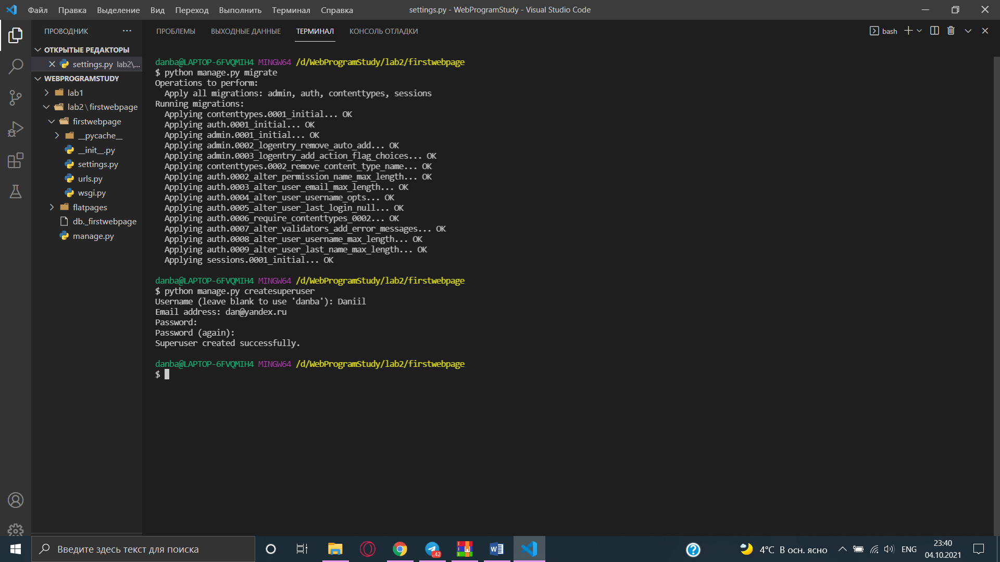 Файл Правка Выделение Вид Переход Выполнить Терминал Справка
settings.py - WebProgramStudy - Visual Studio Code
ПРОВОДНИК
ОТКРЫТЫЕ РЕДАКТОРЫ
settings.py lab2\...
WEBPROGRAMSTUDY
lab1
lab2\firstwebpage
firstwebpage
__pycache__
__init__.py
settings.py
urls.py
wsgi.py
flatpages
db._firstwebpage
manage.py
ПРОБЛЕМЫ ВЫХОДНЫЕ ДАННЫЕ ТЕРМИНАЛ КОНСОЛЬ ОТЛАДКИ
bash
danba@LAPTOP-6FVQMIH4 MINGW64 /d/WebProgramStudy/lab2/firstwebpage
$ python manage.py migrate
Operations to perform:
  Apply all migrations: admin, auth, contenttypes, sessions
Running migrations:
  Applying contenttypes.0001_initial... OK
  Applying auth.0001_initial... OK
  Applying admin.0001_initial... OK
  Applying admin.0002_logentry_remove_auto_add... OK
  Applying admin.0003_logentry_add_action_flag_choices... OK
  Applying contenttypes.0002_remove_content_type_name... OK
  Applying auth.0002_alter_permission_name_max_length... OK
  Applying auth.0003_alter_user_email_max_length... OK
  Applying auth.0004_alter_user_username_opts... OK
  Applying auth.0005_alter_user_last_login_null... OK
  Applying auth.0006_require_contenttypes_0002... OK
  Applying auth.0007_alter_validators_add_error_messages... OK
  Applying auth.0008_alter_user_username_max_length... OK
  Applying auth.0009_alter_user_last_name_max_length... OK
  Applying sessions.0001_initial... OK
danba@LAPTOP-6FVQMIH4 MINGW64 /d/WebProgramStudy/lab2/firstwebpage
$ python manage.py createsuperuser
Username (leave blank to use 'danba'): Daniil
Email address: dan@yandex.ru
Password:
Password (again):
Superuser created successfully.
danba@LAPTOP-6FVQMIH4 MINGW64 /d/WebProgramStudy/lab2/firstwebpage
$
Введите здесь текст для поиска
..42
4°C В осн. ясно
ENG
23:40
04.10.2021